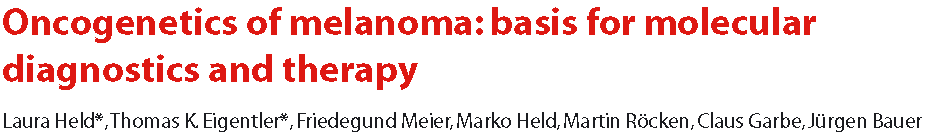 Oncogenetics of melanoma: basis for molecular
diagnostics and therapy
Laura Held*, Thomas K. Eigentler*, Friedegund Meier, Marko Held, Martin Röcken, Claus Garbe, Jürgen Bauer